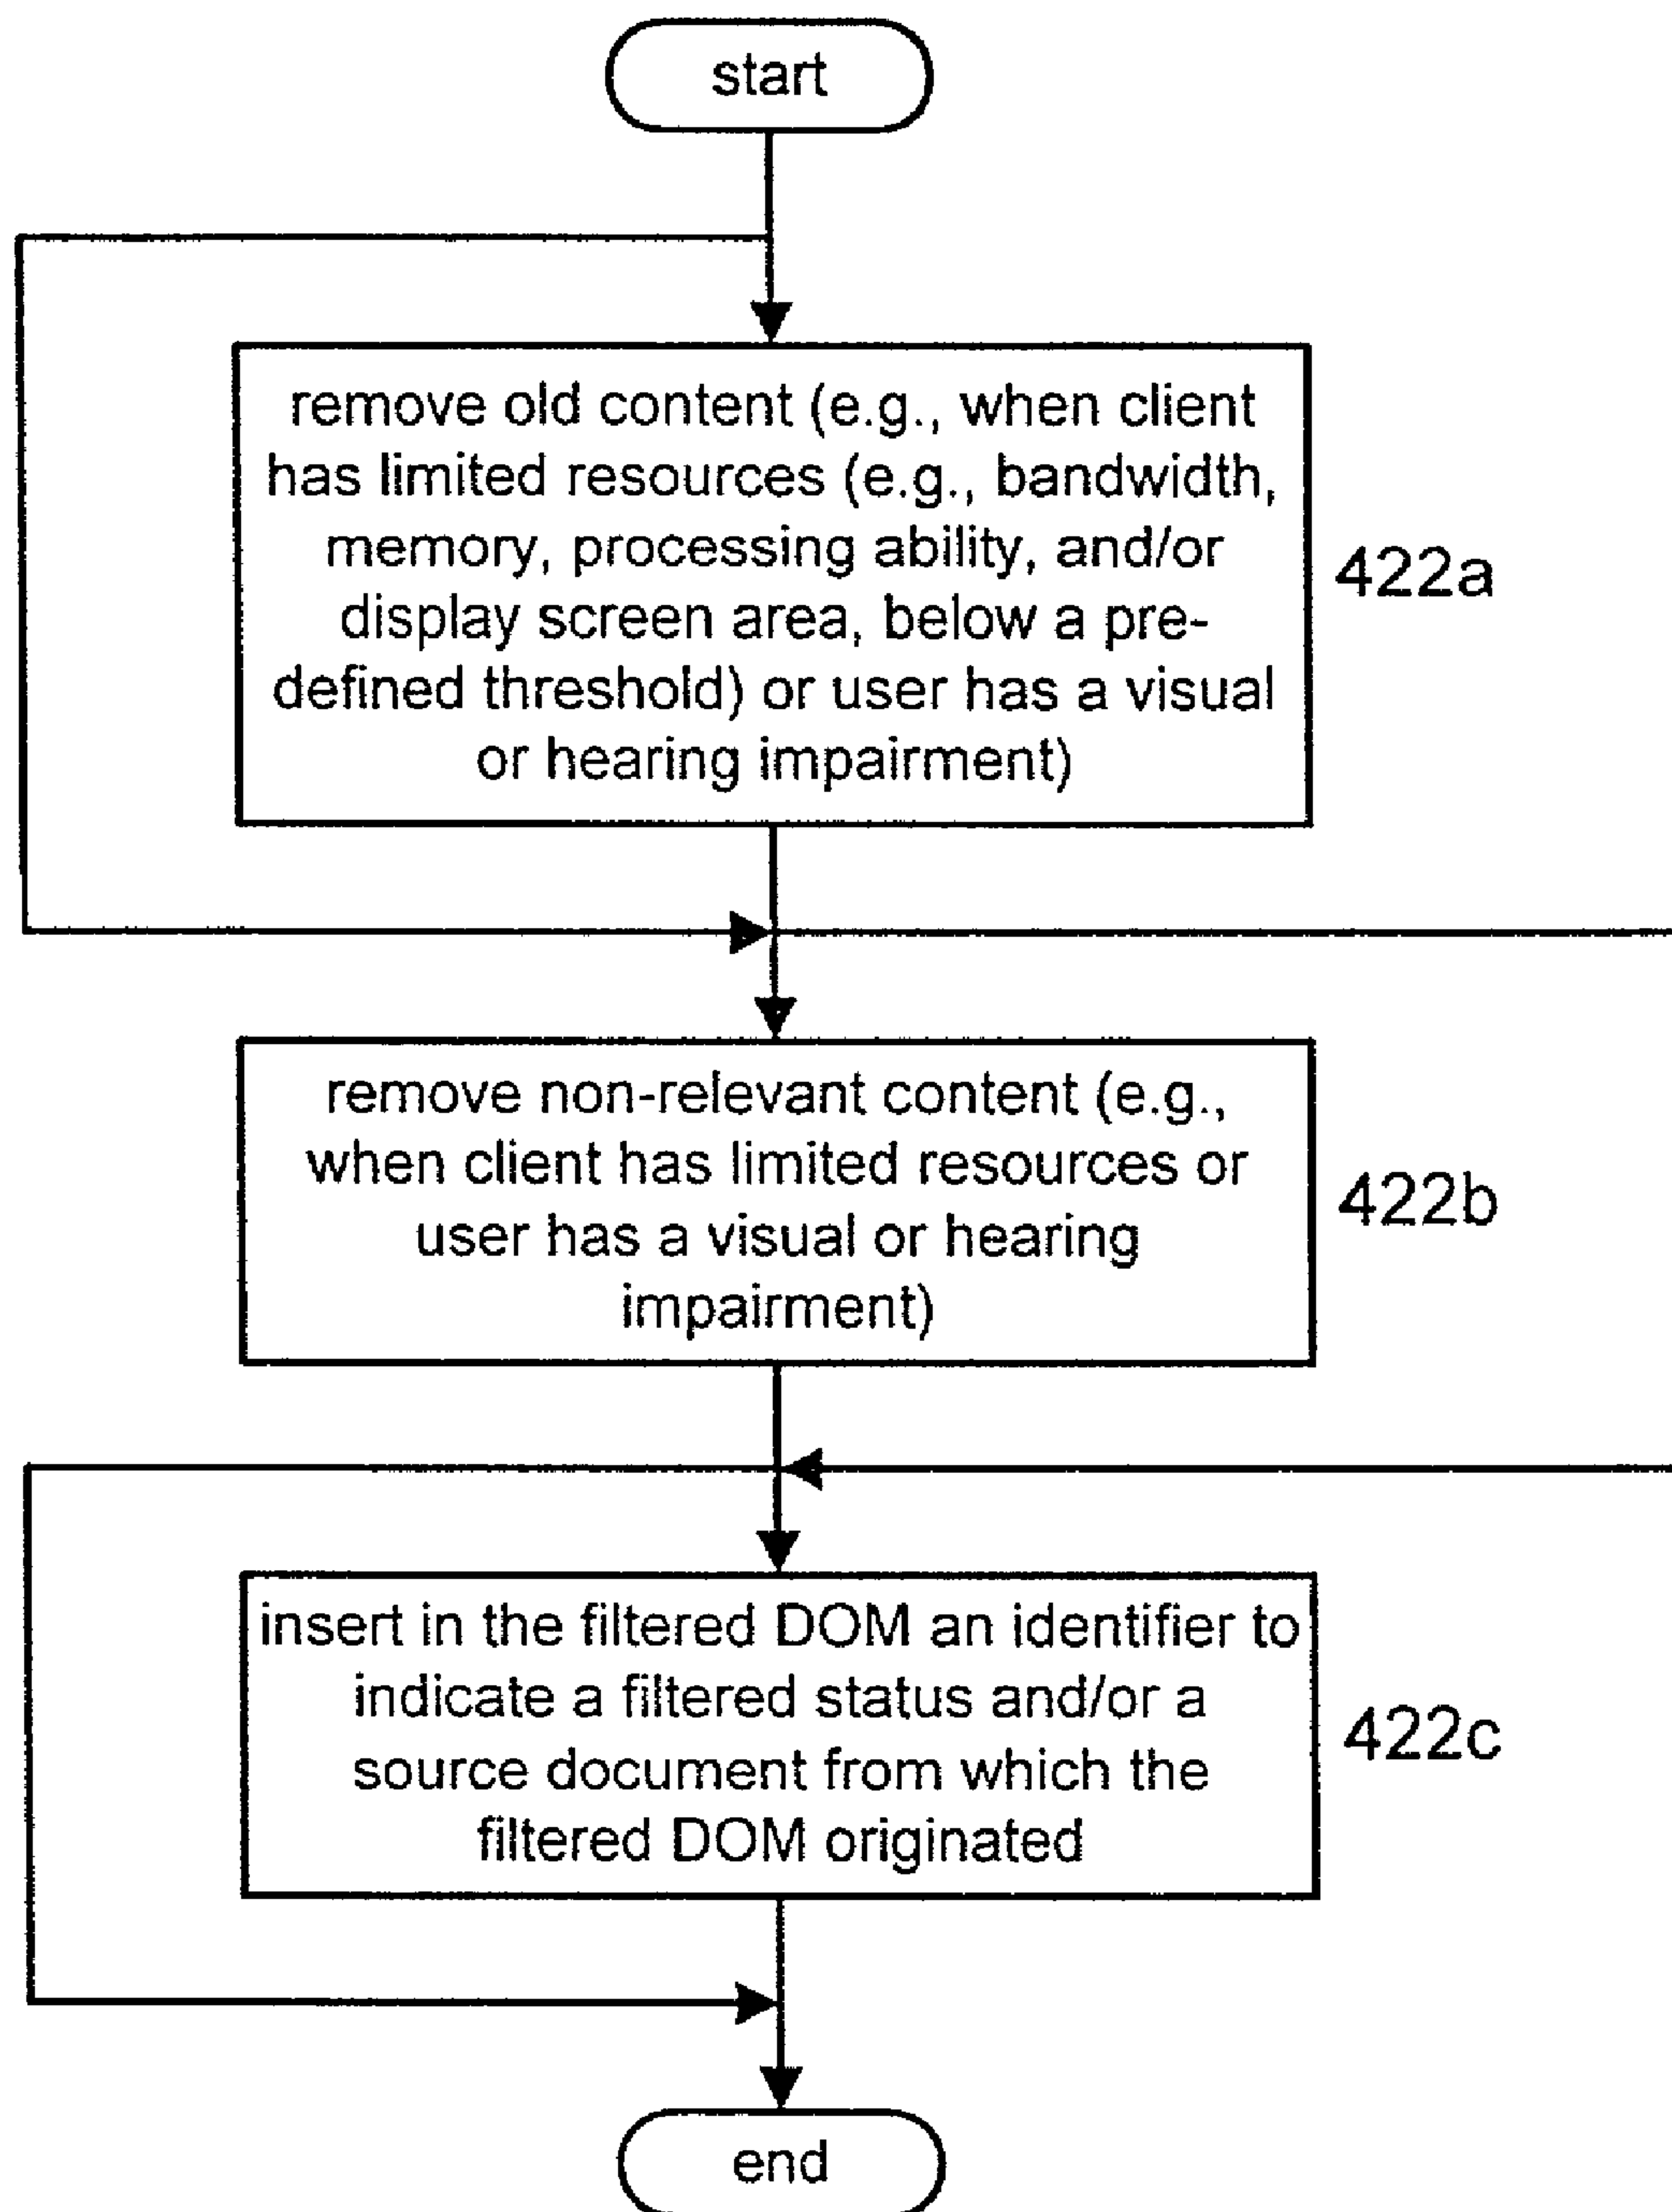 start
remove old content (e.g., when client
has limited resources (e.g., bandwidth,
memory, processing ability, and/or
display screen area, below a pre-
defined threshold) or user has a visual
or hearing impairment)
422a
remove non-relevant content (e.g.,
when client has limited resources or
user has a visual or hearing
impairment)
422b
insert in the filtered DOM an identifier to
indicate a filtered status and/or a
source document from which the
filtered DOM originated
422c
end